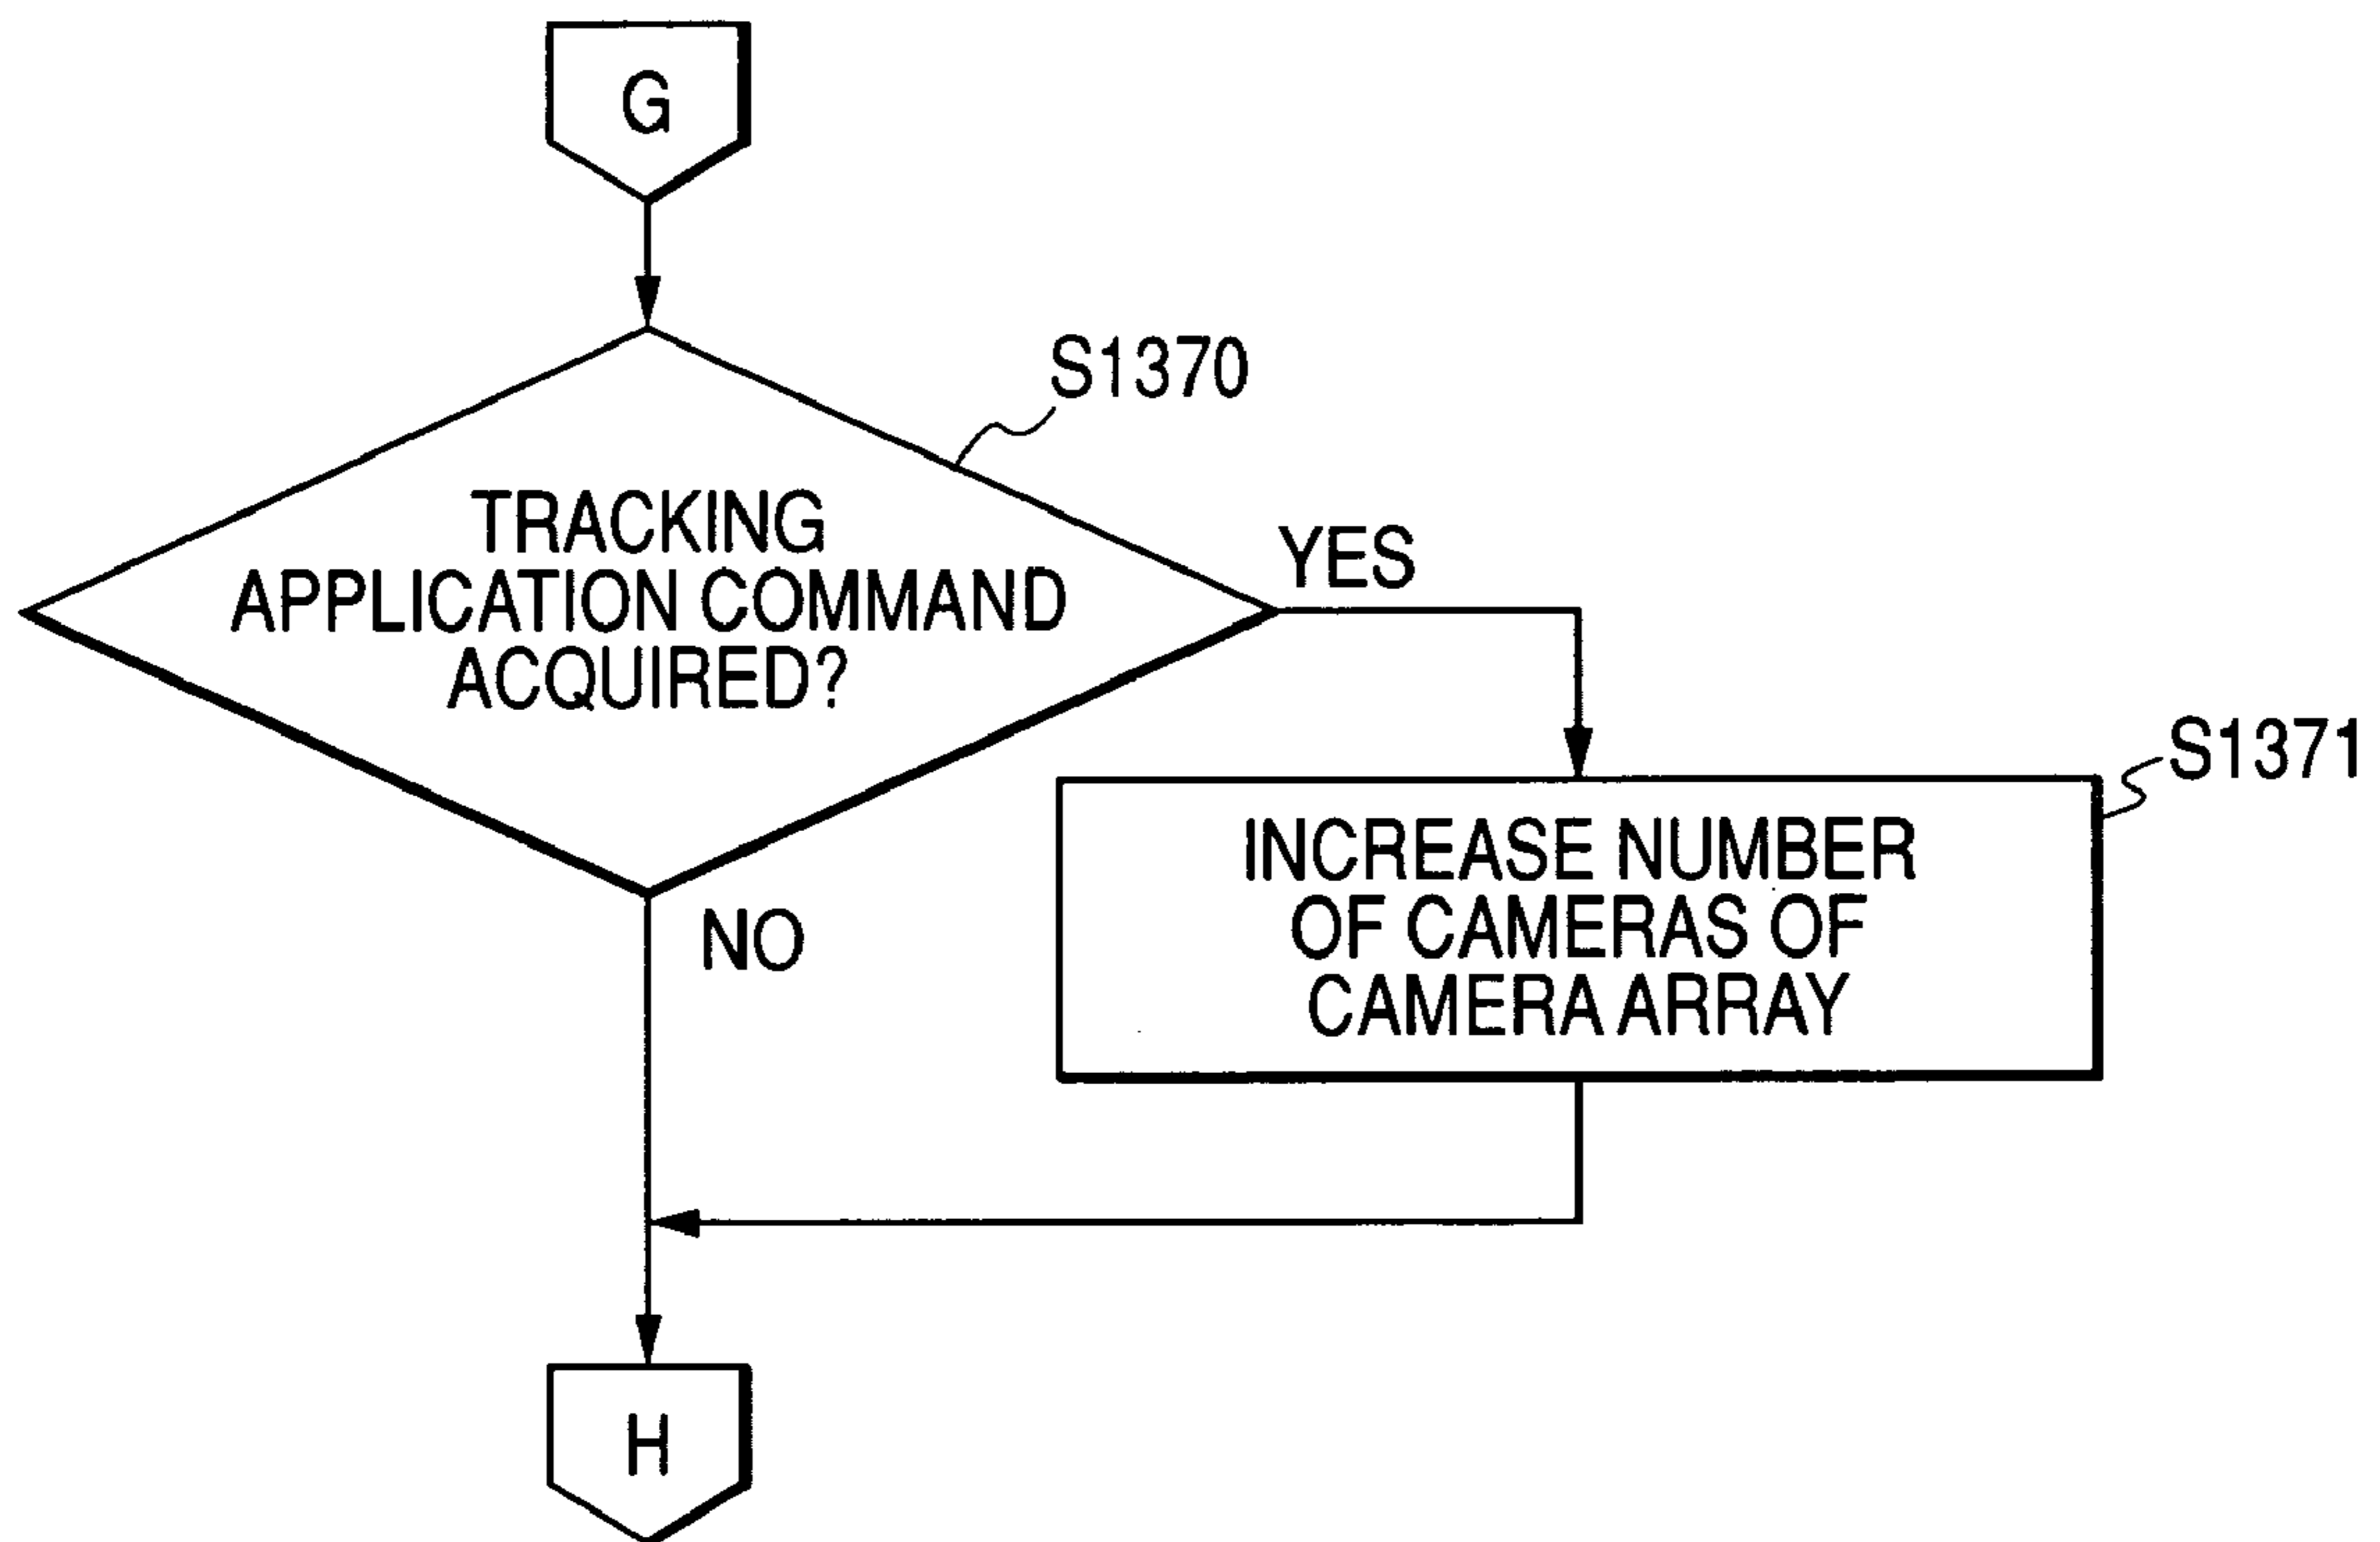 G
S1370
TRACKING
APPLICATION COMMAND
ACQUIRED?
YES
S1371
INCREASE NUMBER
OF CAMERAS OF
CAMERA ARRAY
NO
H